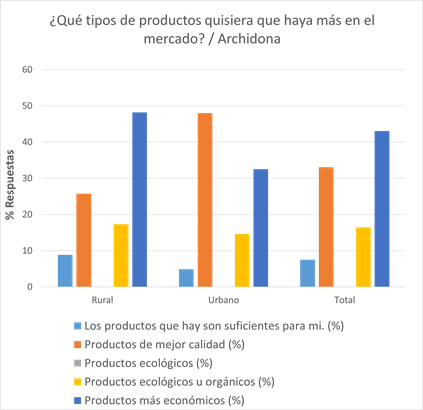 ¿Qué tipos de productos quisiera que haya más en el
mercado? / Archidona
60
50
40
30
20
10
0
% Respuestas
Rural
Urbano
Total
Los productos que hay son suficientes para mi. (%)
Productos de mejor calidad (%)
Productos ecológicos (%)
Productos ecológicos u orgánicos (%)
Productos más económicos (%)